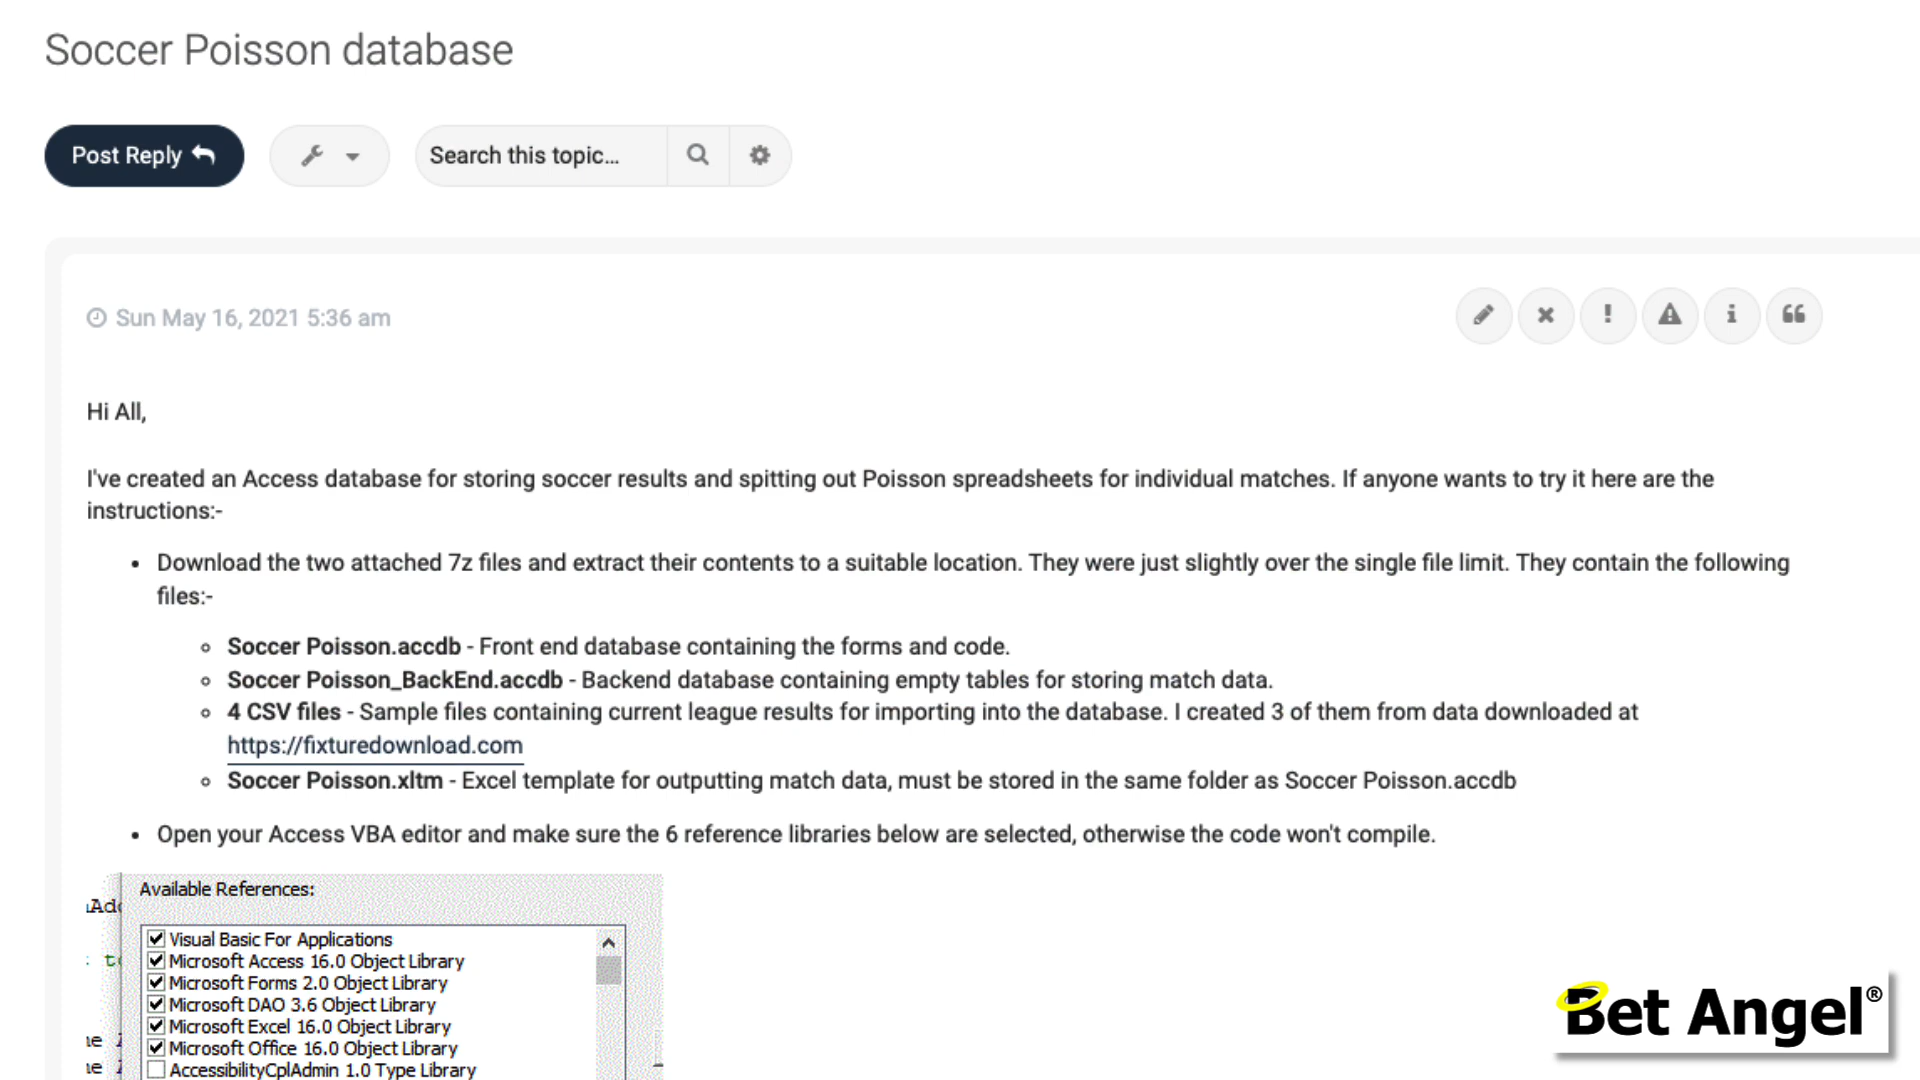 Soccer Poisson database
Post Reply
Search this topic...
Sun May 16, 2021 5:36 am
Hi All,
I've created an Access database for storing soccer results and spitting out Poisson spreadsheets for individual matches. If anyone wants to try it here are the
instructions:-
Download the two attached 7z files and extract their contents to a suitable location. They were just slightly over the single file limit. They contain the following
files:-
Soccer Poisson.accdb - Front end database containing the forms and code.
Soccer Poisson_BackEnd.accdb - Backend database containing empty tables for storing match data.
4 CSV files - Sample files containing current league results for importing into the database. I created 3 of them from data downloaded at
https://fixturedownload.com
Soccer Poisson.xltm - Excel template for outputting match data, must be stored in the same folder as Soccer Poisson.accdb
Open your Access VBA editor and make sure the 6 reference libraries below are selected, otherwise the code won't compile.
Available References:
Visual Basic For Applications
Microsoft Access 16.0 Object Library
Microsoft Forms 2.0 Object Library
Microsoft DAO 3.6 Object Library
Microsoft Excel 16.0 Object Library
Microsoft Office 16.0 Object Library
AccessibilityCplAdmin 1.0 Type Library
Bet Angel®